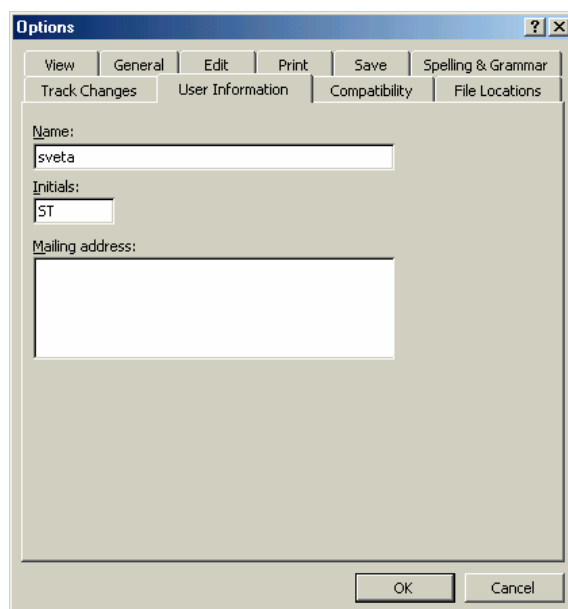 Options
View General Edit Print Save Spelling & Grammar
Track Changes User Information Compatibility File Locations
Name:
sveta
Initials:
ST
Mailing address:
OK Cancel